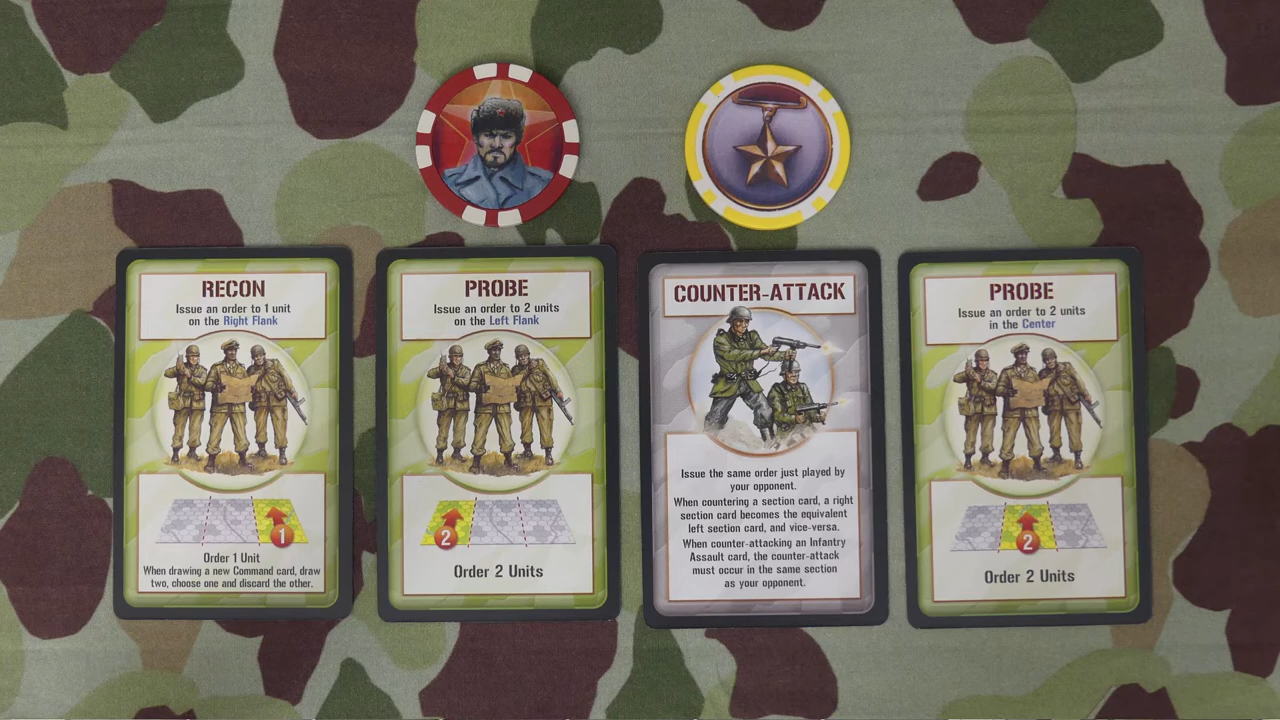 RECON
Issue an order to 1 unit
on the Right Flank
1
Order 1 Unit
When drawing a new Command card, draw
two, choose one and discard the other.
PROBE
Issue an order to 2 units
on the Left Flank
2
Order 2 Units
COUNTER-ATTACK
Issue the same order just played by
your opponent.
When countering a section card, a right
section card becomes the equivalent
left section card, and vice-versa.
When counter-attacking an Infantry
Assault card, the counter-attack
must occur in the same section
as your opponent.
PROBE
Issue an order to 2 units
in the Center
2
Order 2 Units